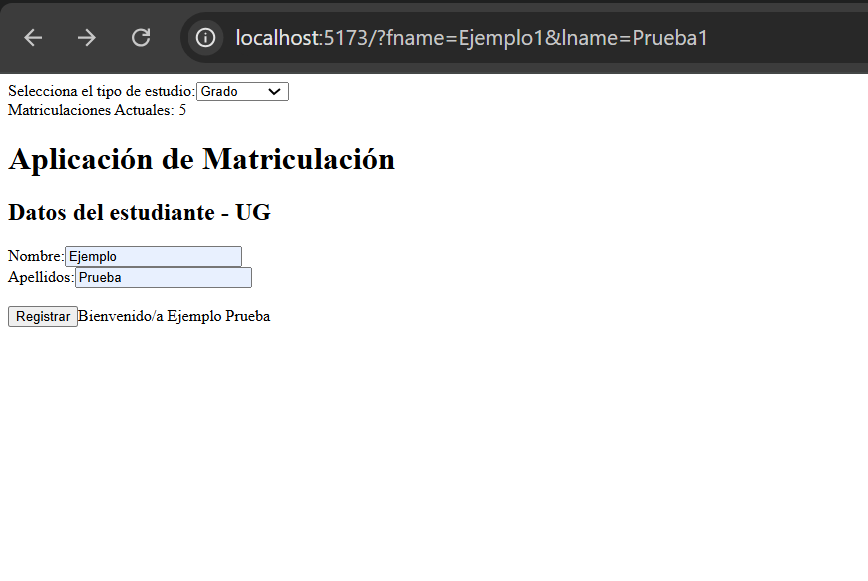 localhost:5173/?fname=Ejemplo1&lname=Prueba1
Selecciona el tipo de estudio: Grado
Matriculaciones Actuales: 5
Aplicación de Matriculación
Datos del estudiante - UG
Nombre: Ejemplo
Apellidos: Prueba
Registrar Bienvenido/a Ejemplo Prueba